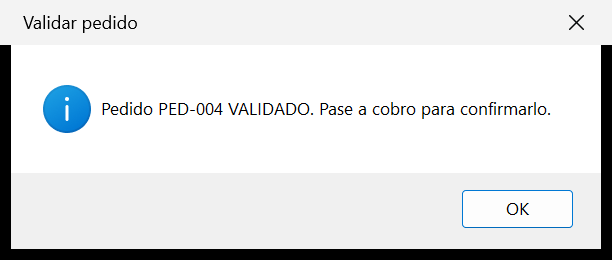 Validar pedido
Pedido PED-004 VALIDADO. Pase a cobro para confirmarlo.
OK